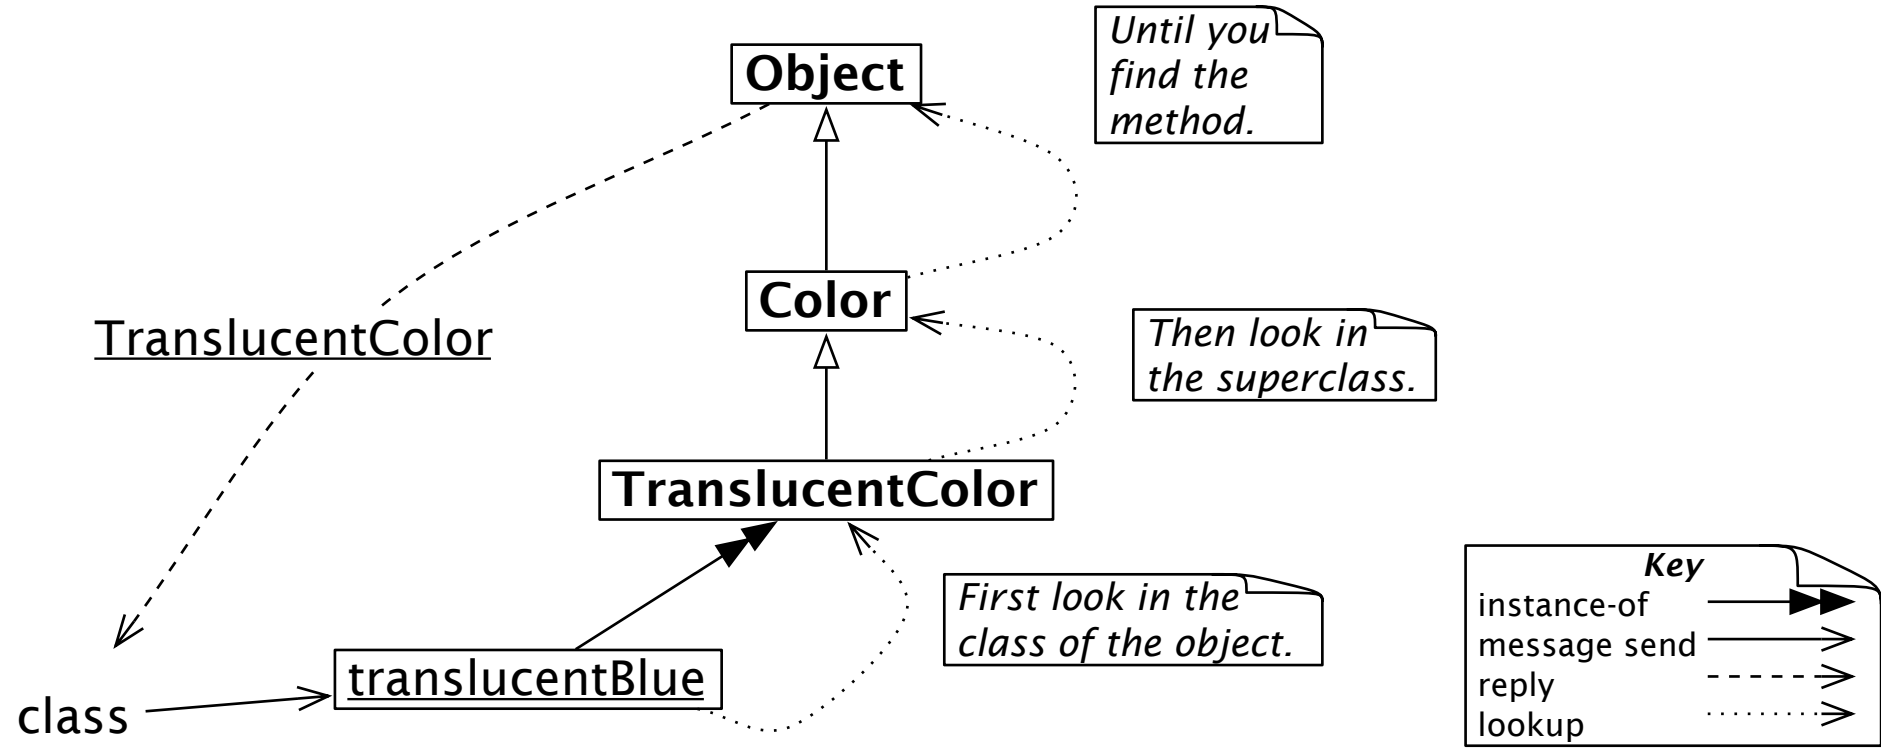 Until you
find the
method.
Object
Color
TranslucentColor
Then look in
the superclass.
TranslucentColor
First look in the
class of the object.
translucentBlue
class
Key
instance-of
message send
reply
lookup